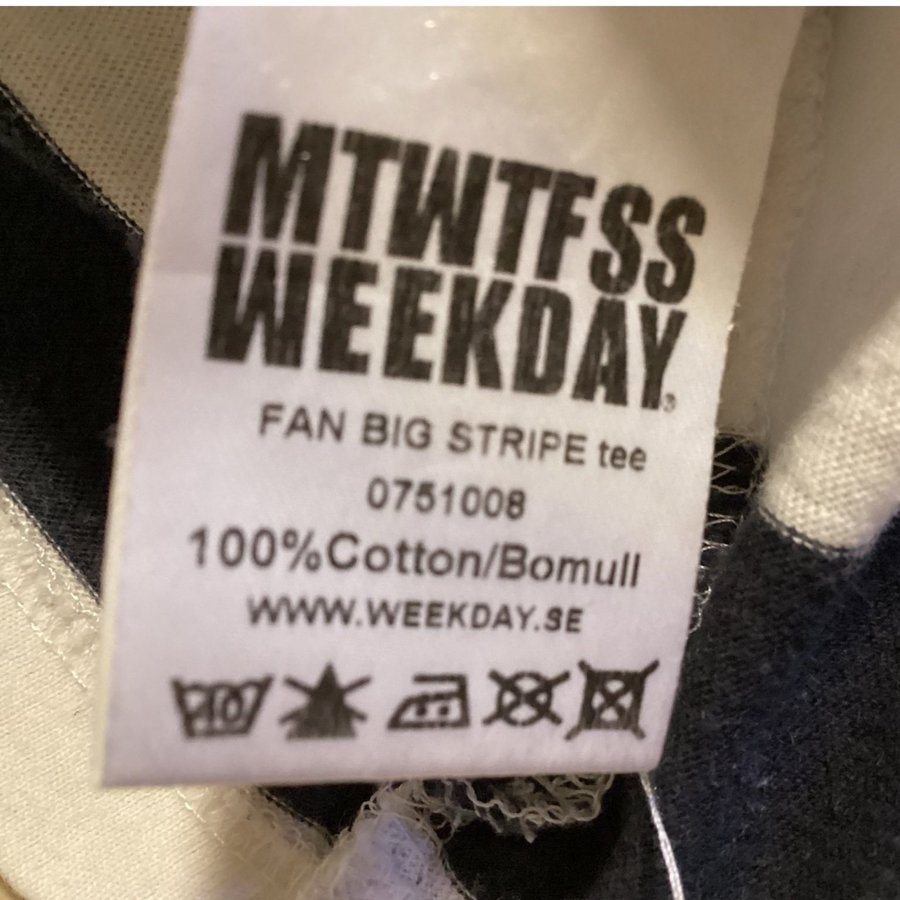 MTWTFSS
WEEKDAY®
FAN BIG STRIPE tee
0751008
100%Cotton/Bomull
WWW.WEEKDAY.SE
40